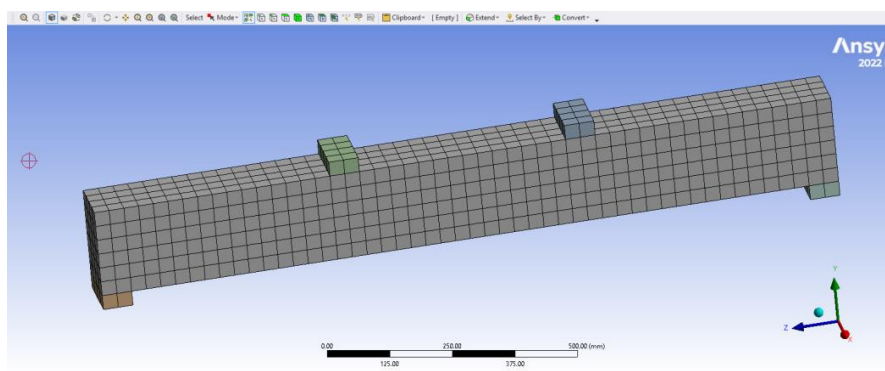 Select Mode Clipboard [Empty] Extend Select By Convert
Ansy
2022
Y
Z
X
0.00 250.00 500.00 (mm)
125.00 375.00